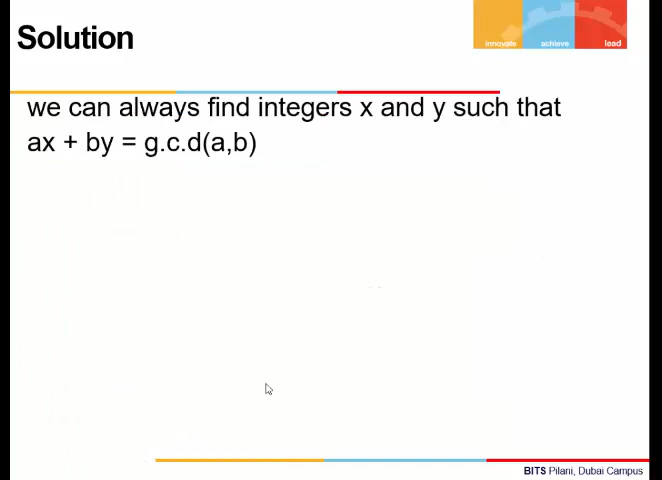 Solution
innovate achieve lead
we can always find integers x and y such that
ax + by = g.c.d(a,b)
BITS Pilani, Dubai Campus